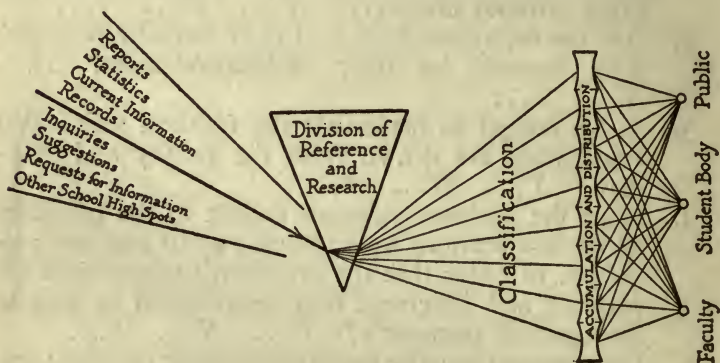 Reports
Statistics
Current Information
Records
Inquiries
Suggestions
Requests for Information
Other School High Spots
Division of
Reference
and
Research
Classification
ACCUMULATION AND DISTRIBUTION
Public
Student Body
Faculty